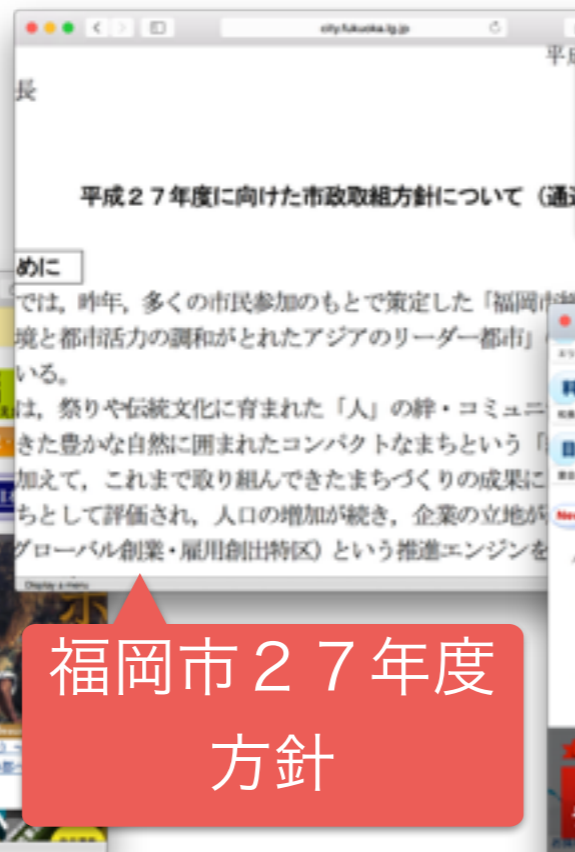 city.fukuoka.lg.jp
平成
長
平成２７年度に向けた市政取組方針について（通達
めに
では，昨年，多くの市民参加のもとで策定した「福岡市
境と都市活力の調和がとれたアジアのリーダー都市」
いる。
は，祭りや伝統文化に育まれた「人」の絆・コミュニ
きた豊かな自然に囲まれたコンパクトなまちという「
加えて，これまで取り組んできたまちづくりの成果に
ちとして評価され，人口の増加が続き，企業の立地が
グローバル創業・雇用創出特区）という推進エンジンを
Display a menu
福岡市２７年度
方針